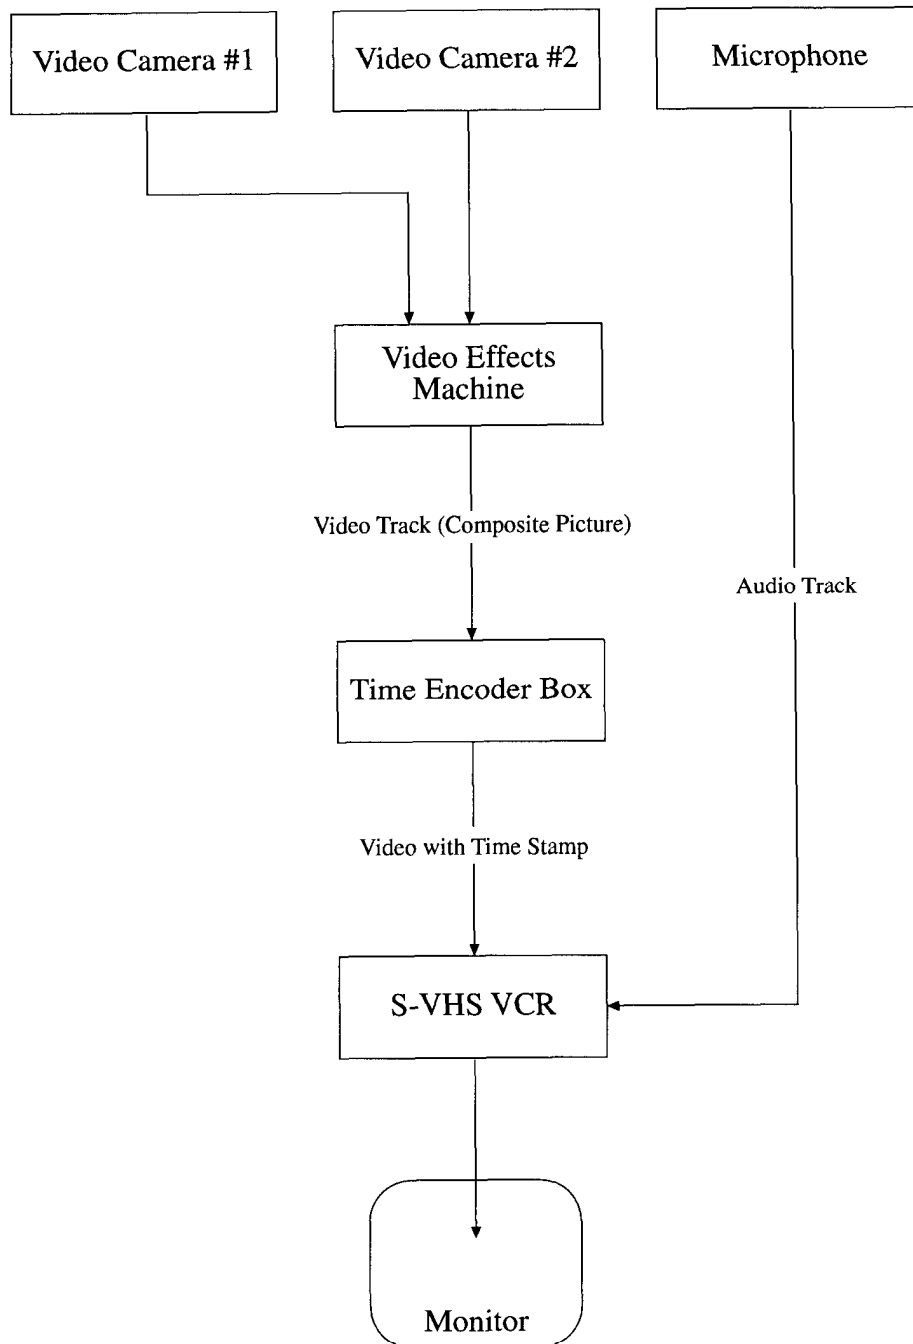 Video Camera #1
Video Camera #2
Microphone
Video Effects
Machine
Video Track (Composite Picture)
Audio Track
Time Encoder Box
Video with Time Stamp
S-VHS VCR
Monitor